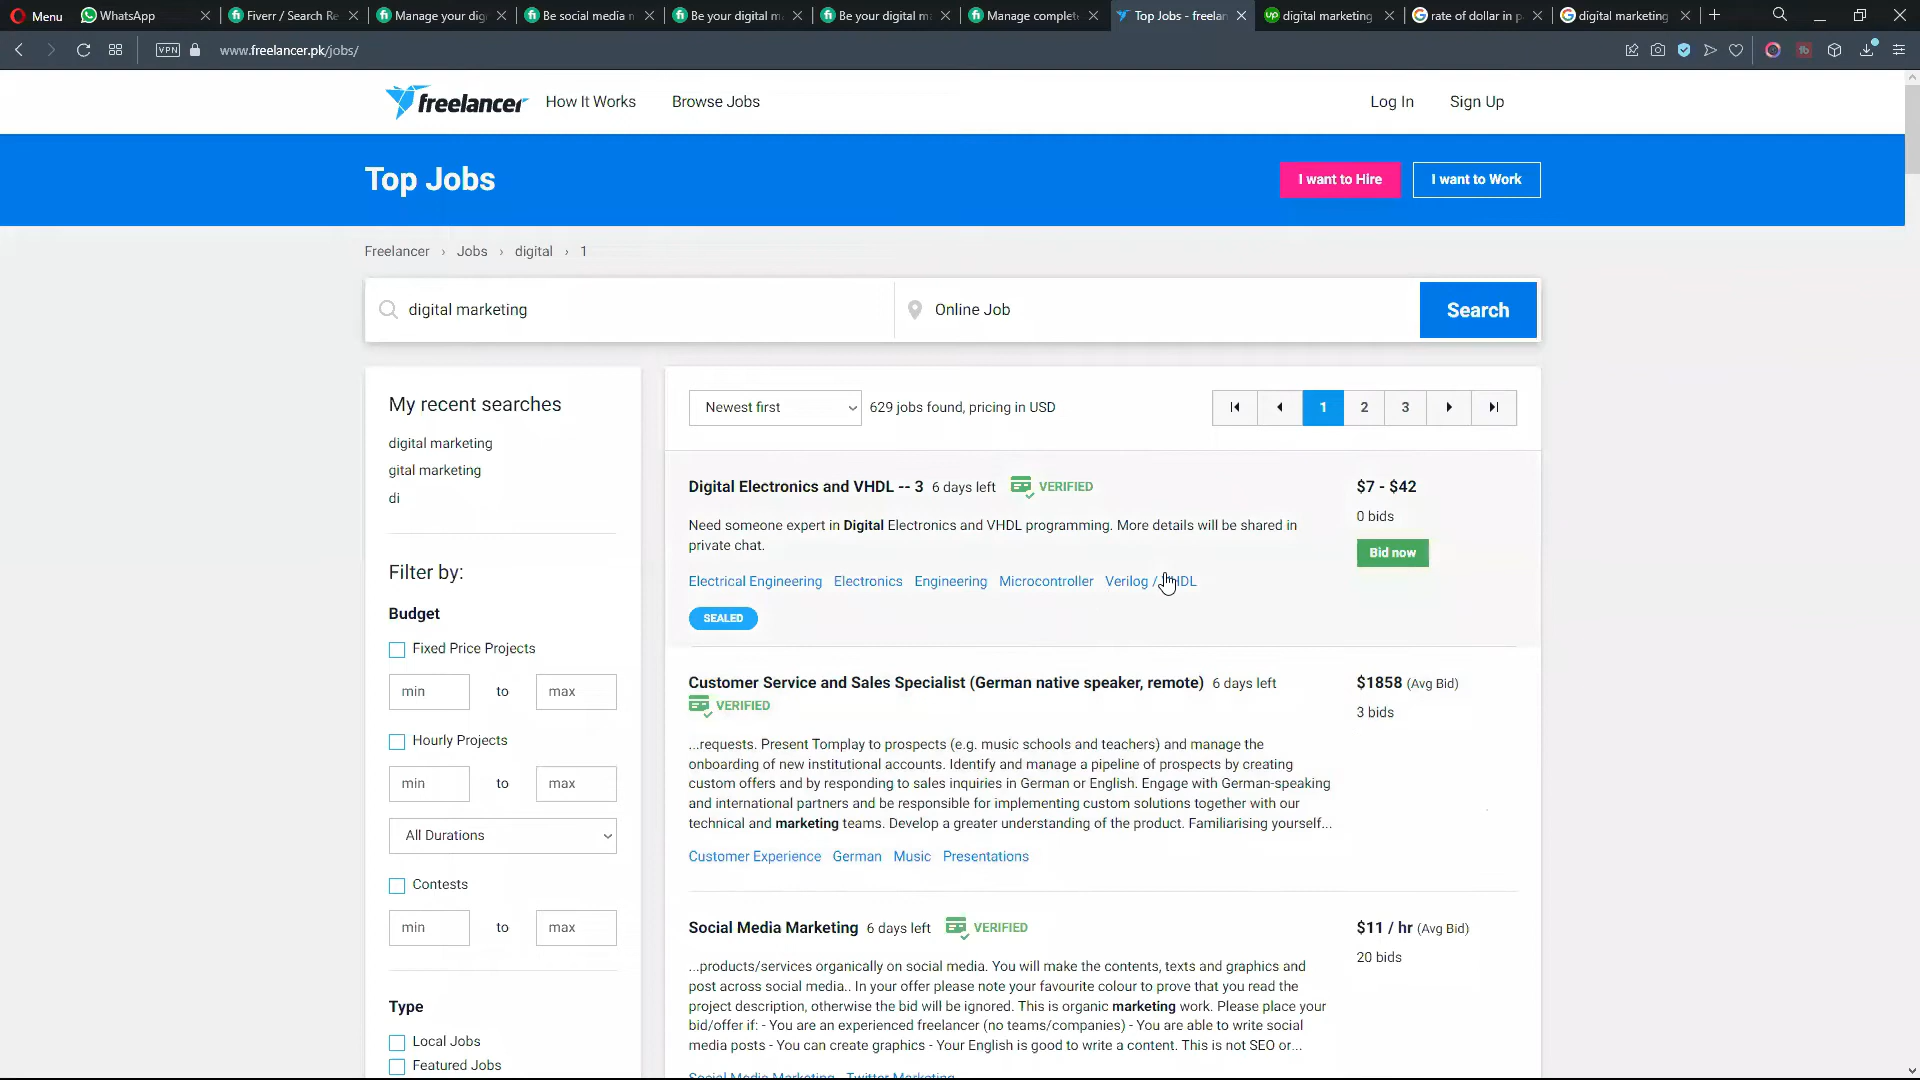 Menu
WhatsApp
Fiverr / Search Re
Manage your dig
Be social media m
Be your digital ma
Be your digital ma
Manage complet
Top Jobs - freelan
up digital marketing
rate of dollar in p
digital marketing
VPN
www.freelancer.pk/jobs/
freelancer
How It Works
Browse Jobs
Log In
Sign Up
Top Jobs
I want to Hire
I want to Work
Freelancer › Jobs › digital › 1
digital marketing
Online Job
Search
My recent searches
digital marketing
gital marketing
di
Filter by:
Budget
Fixed Price Projects
min to max
Hourly Projects
min to max
All Durations
Contests
min to max
Type
Local Jobs
Featured Jobs
Newest first
629 jobs found, pricing in USD
1 2 3
Digital Electronics and VHDL -- 3 6 days left VERIFIED
$7 - $42
0 bids
Bid now
Need someone expert in Digital Electronics and VHDL programming. More details will be shared in
private chat.
Electrical Engineering Electronics Engineering Microcontroller Verilog / VHDL
SEALED
Customer Service and Sales Specialist (German native speaker, remote) 6 days left
VERIFIED
$1858 (Avg Bid)
3 bids
...requests. Present Tomplay to prospects (e.g. music schools and teachers) and manage the
onboarding of new institutional accounts. Identify and manage a pipeline of prospects by creating
custom offers and by responding to sales inquiries in German or English. Engage with German-speaking
and international partners and be responsible for implementing custom solutions together with our
technical and marketing teams. Develop a greater understanding of the product. Familiarising yourself...
Customer Experience German Music Presentations
Social Media Marketing 6 days left VERIFIED
$11 / hr (Avg Bid)
20 bids
...products/services organically on social media. You will make the contents, texts and graphics and
post across social media.. In your offer please note your favourite colour to prove that you read the
project description, otherwise the bid will be ignored. This is organic marketing work. Please place your
bid/offer if: - You are an experienced freelancer (no teams/companies) - You are able to write social
media posts - You can create graphics - Your English is good to write a content. This is not SEO or...
Social Media Marketing Twitter Marketing